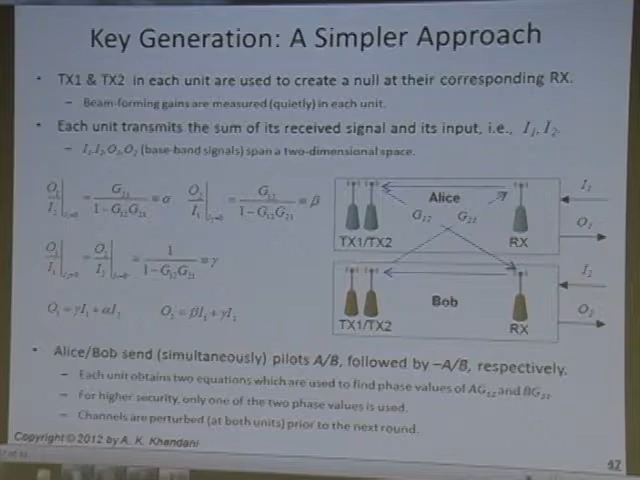 Key Generation: A Simpler Approach
• TX1 & TX2 in each unit are used to create a null at their corresponding RX.
– Beam-forming gains are measured (quietly) in each unit.
• Each unit transmits the sum of its received signal and its input, i.e., I₁, I₂.
– I₁,I₂,O₁,O₂ (base-band signals) span a two-dimensional space.
Alice
G₁₂ G₂₁
TX1/TX2 RX
I₁
O₁
Bob
TX1/TX2 RX
I₂
O₂
O₁ = γI₁ + αI₂ O₂ = βI₁ + γI₂
• Alice/Bob send (simultaneously) pilots A/B, followed by –A/B, respectively.
– Each unit obtains two equations which are used to find phase values of AG₁₂ and BG₂₁
– For higher security, only one of the two phase values is used.
– Channels are perturbed (at both units) prior to the next round.
Copyright © 2012 by A. K. Khandani
47